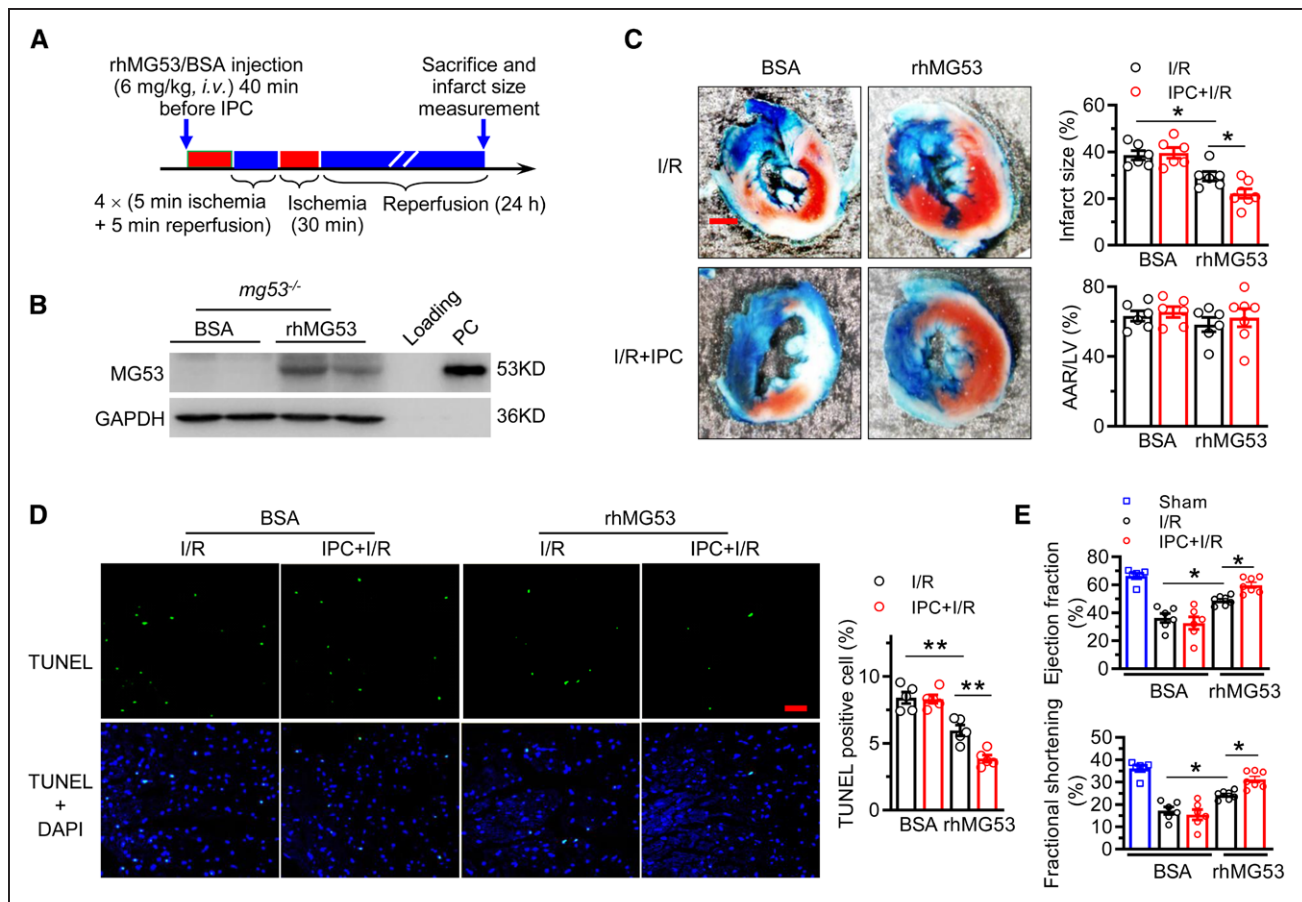 A
rhMG53/BSA injection
(6 mg/kg, i.v.) 40 min
before IPC
Sacrifice and
infarct size
measurement
4 × (5 min ischemia
+ 5 min reperfusion)
Ischemia
(30 min)
Reperfusion (24 h)
B
mg53-/-
BSA
rhMG53
Loading
PC
MG53
53KD
GAPDH
36KD
C
BSA
rhMG53
I/R
I/R+IPC
I/R
IPC+I/R
Infarct size (%)
60
40
20
0
*
*
BSA
rhMG53
AAR/LV (%)
80
40
0
BSA
rhMG53
D
BSA
rhMG53
I/R
IPC+I/R
I/R
IPC+I/R
TUNEL
TUNEL
+
DAPI
I/R
IPC+I/R
TUNEL positive cell (%)
10
5
0
**
**
BSA
rhMG53
E
Sham
I/R
IPC+I/R
Ejection fraction
(%)
80
60
40
20
0
*
*
BSA
rhMG53
Fractional shortening
(%)
50
40
30
20
10
0
*
*
BSA
rhMG53